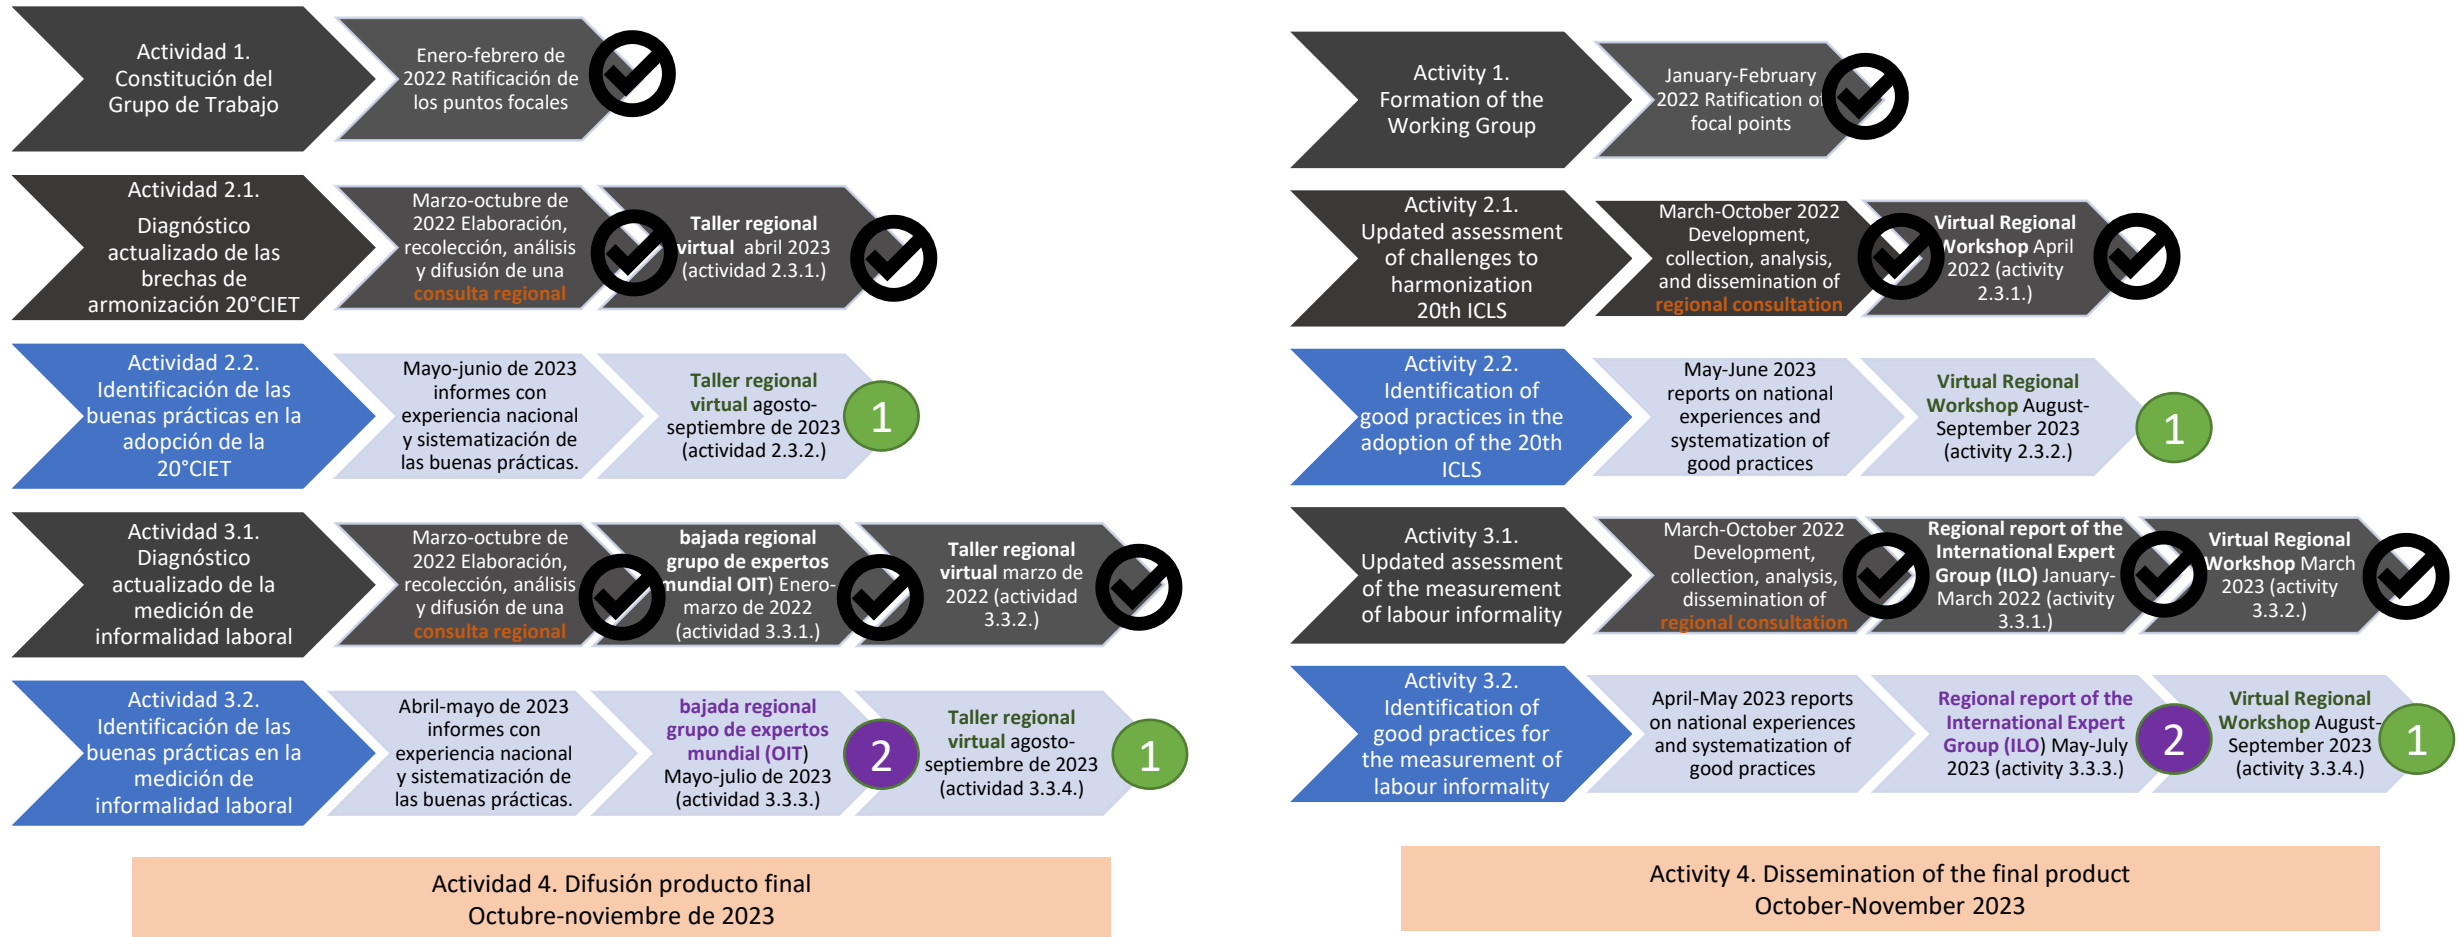 Actividad 1.
Constitución del
Grupo de Trabajo
Enero-febrero de
2022 Ratificación de
los puntos focales
Actividad 2.1.
Diagnóstico
actualizado de las
brechas de
armonización 20°CIET
Marzo-octubre de
2022 Elaboración,
recolección, análisis
y difusión de una
consulta regional
Taller regional
virtual abril 2023
(actividad 2.3.1.)
Actividad 2.2.
Identificación de las
buenas prácticas en la
adopción de la
20°CIET
Mayo-junio de 2023
informes con
experiencia nacional
y sistematización de
las buenas prácticas.
Taller regional
virtual agosto-
septiembre de 2023
(actividad 2.3.2.)
1
Actividad 3.1.
Diagnóstico
actualizado de la
medición de
informalidad laboral
Marzo-octubre de
2022 Elaboración,
recolección, análisis
y difusión de una
consulta regional
bajada regional
grupo de expertos
mundial OIT) Enero-
marzo de 2022
(actividad 3.3.1.)
Taller regional
virtual marzo de
2022 (actividad
3.3.2.)
Actividad 3.2.
Identificación de las
buenas prácticas en la
medición de
informalidad laboral
Abril-mayo de 2023
informes con
experiencia nacional
y sistematización de
las buenas prácticas.
bajada regional
grupo de expertos
mundial (OIT)
Mayo-julio de 2023
(actividad 3.3.3.)
2
Taller regional
virtual agosto-
septiembre de 2023
(actividad 3.3.4.)
1
Actividad 4. Difusión producto final
Octubre-noviembre de 2023
Activity 1.
Formation of the
Working Group
January-February
2022 Ratification of
focal points
Activity 2.1.
Updated assessment
of challenges to
harmonization
20th ICLS
March-October 2022
Development,
collection, analysis,
and dissemination of
regional consultation
Virtual Regional
Workshop April
2022 (activity
2.3.1.)
Activity 2.2.
Identification of
good practices in the
adoption of the 20th
ICLS
May-June 2023
reports on national
experiences and
systematization of
good practices
Virtual Regional
Workshop August-
September 2023
(activity 2.3.2.)
1
Activity 3.1.
Updated assessment
of the measurement
of labour informality
March-October 2022
Development,
collection, analysis,
dissemination of
regional consultation
Regional report of the
International Expert
Group (ILO) January-
March 2022 (activity
3.3.1.)
Virtual Regional
Workshop March
2023 (activity
3.3.2.)
Activity 3.2.
Identification of
good practices for
the measurement of
labour informality
April-May 2023 reports
on national experiences
and systematization of
good practices
Regional report of the
International Expert
Group (ILO) May-July
2023 (activity 3.3.3.)
2
Virtual Regional
Workshop August-
September 2023
(activity 3.3.4.)
1
Activity 4. Dissemination of the final product
October-November 2023